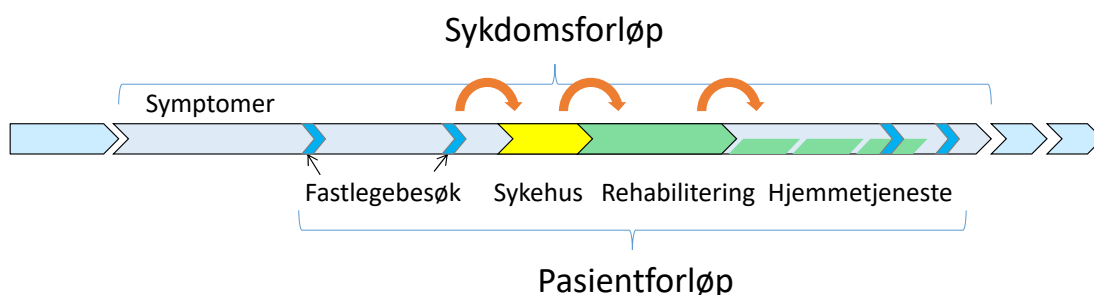 Sykdomsforløp
Symptomer
Fastlegebesøk Sykehus Rehabilitering Hjemmetjeneste
Pasientforløp